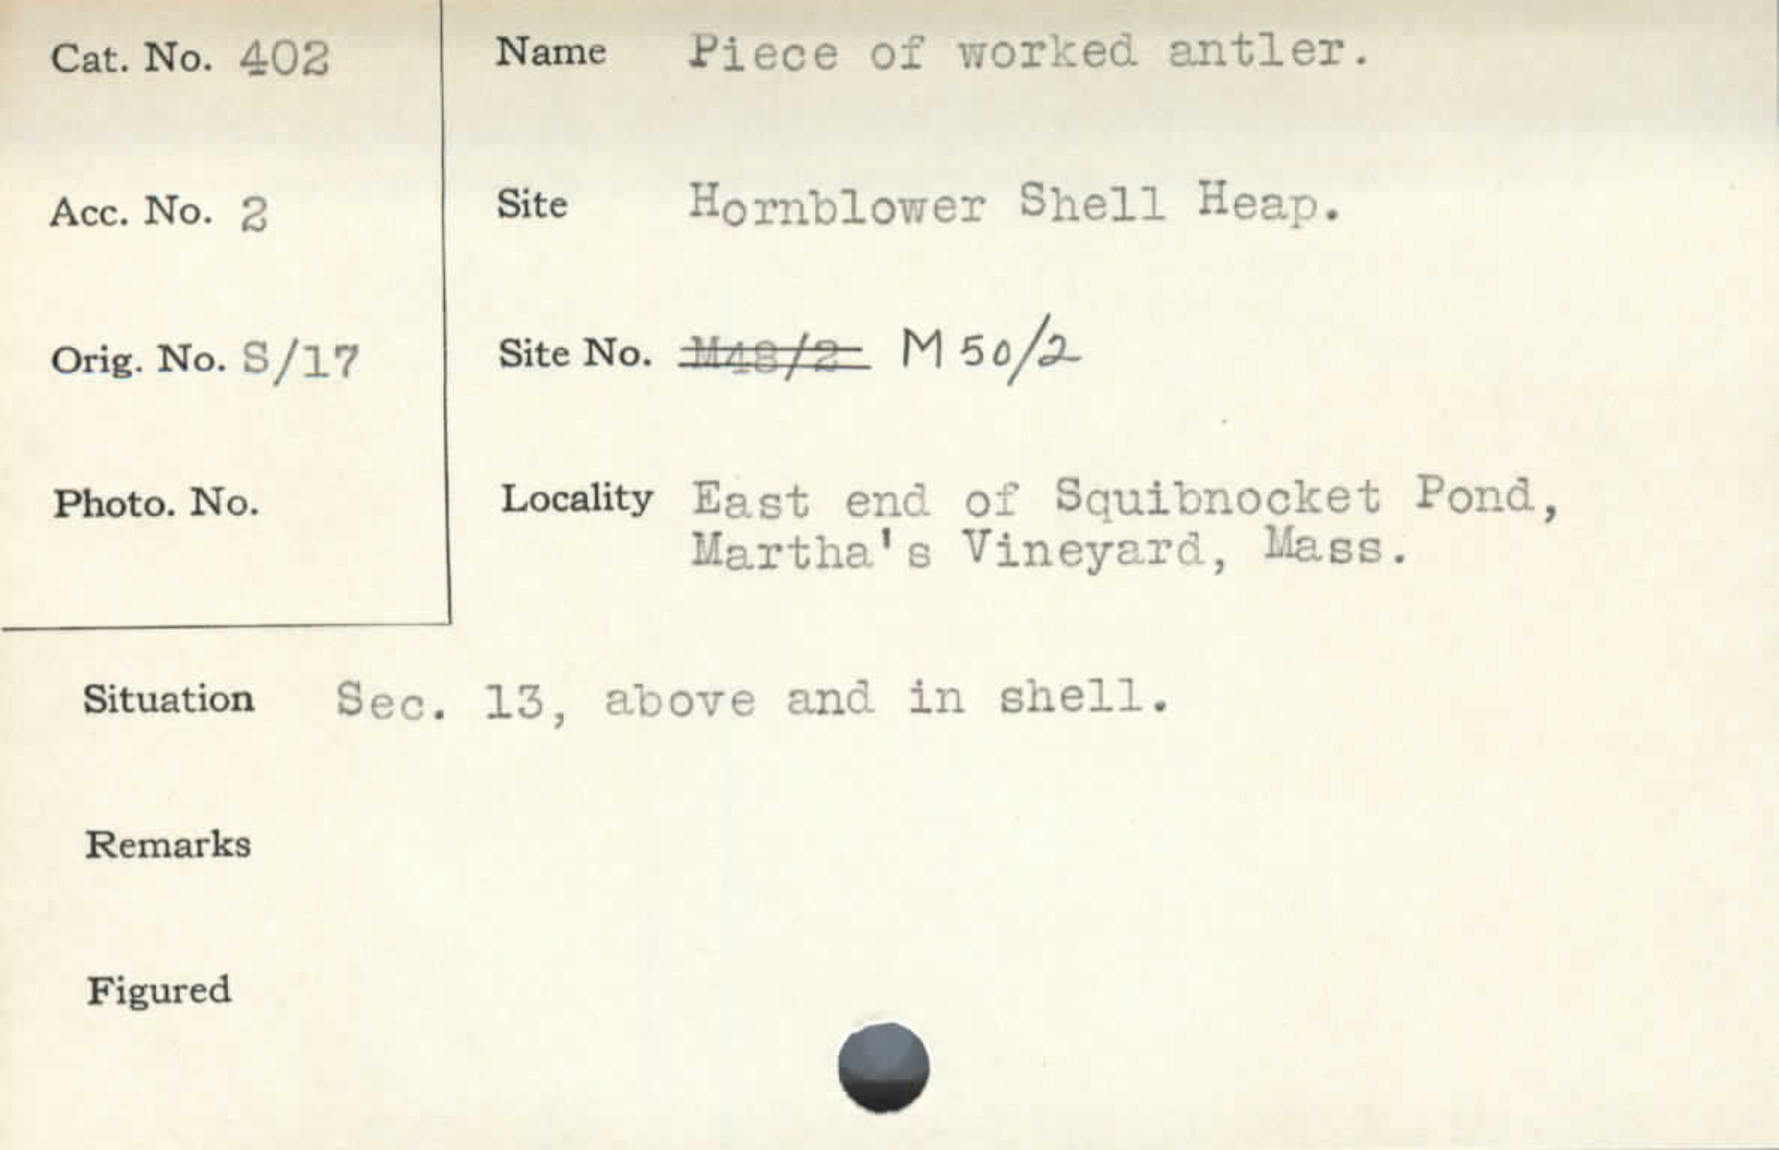 Cat. No. 402
Name Piece of worked antler.
Acc. No. 2
Site Hornblower Shell Heap.
Orig. No. S/17
Site No. M48/2 M 50/2
Photo. No.
Locality East end of Squibnocket Pond,
Martha's Vineyard, Mass.
Situation Sec. 13, above and in shell.
Remarks
Figured